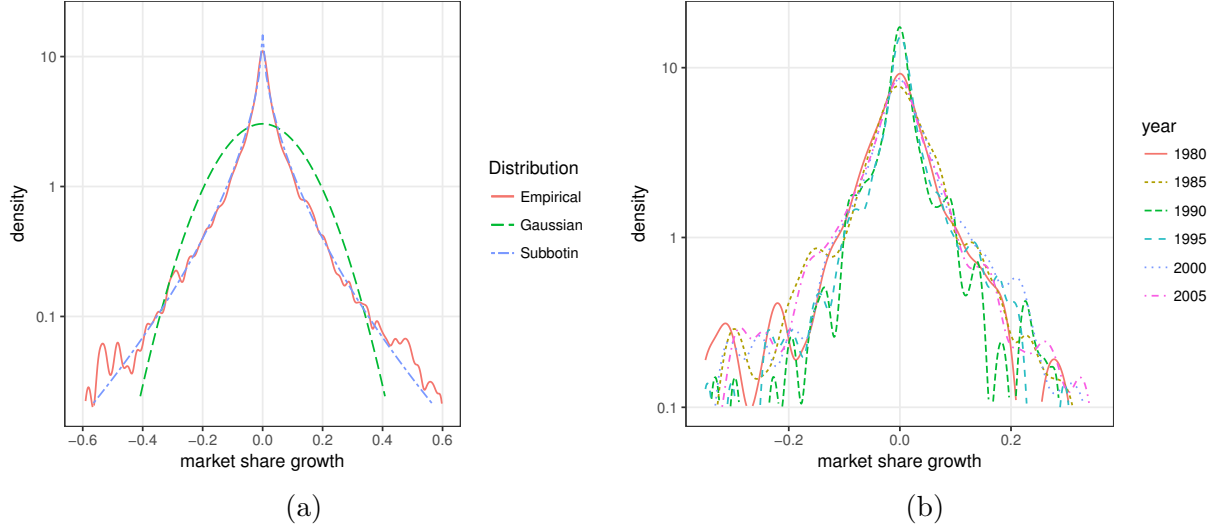 10
1
0.1
density
−0.6 −0.4 −0.2 0.0 0.2 0.4 0.6
market share growth
Distribution
Empirical
Gaussian
Subbotin
(a)
10
1
0.1
density
−0.2 0.0 0.2
market share growth
year
1980
1985
1990
1995
2000
2005
(b)